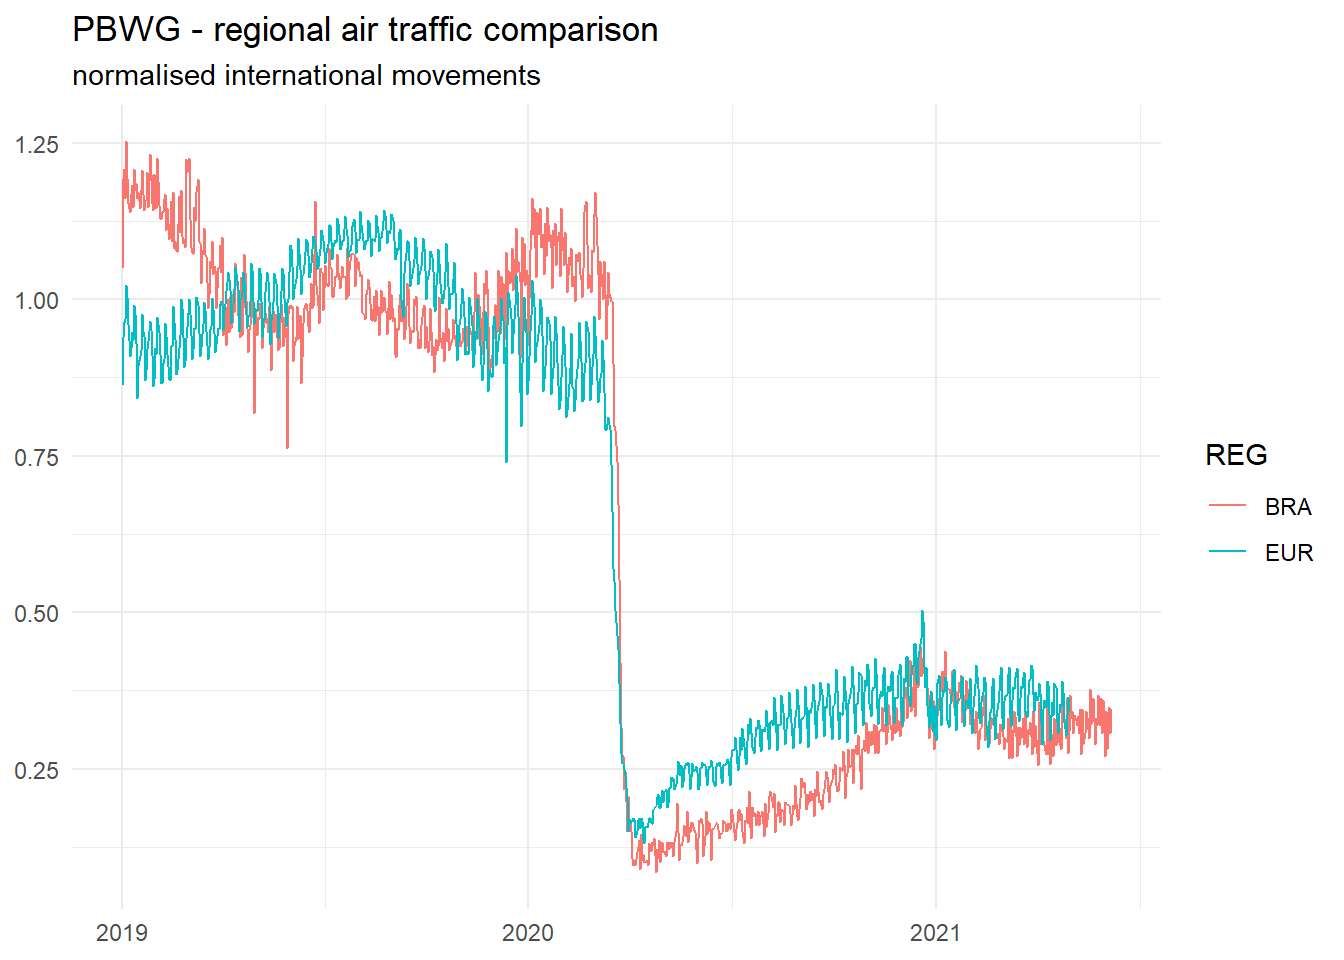 PBWG - regional air traffic comparison
normalised international movements
1.25
1.00
0.75
0.50
0.25
2019
2020
2021
REG
BRA
EUR